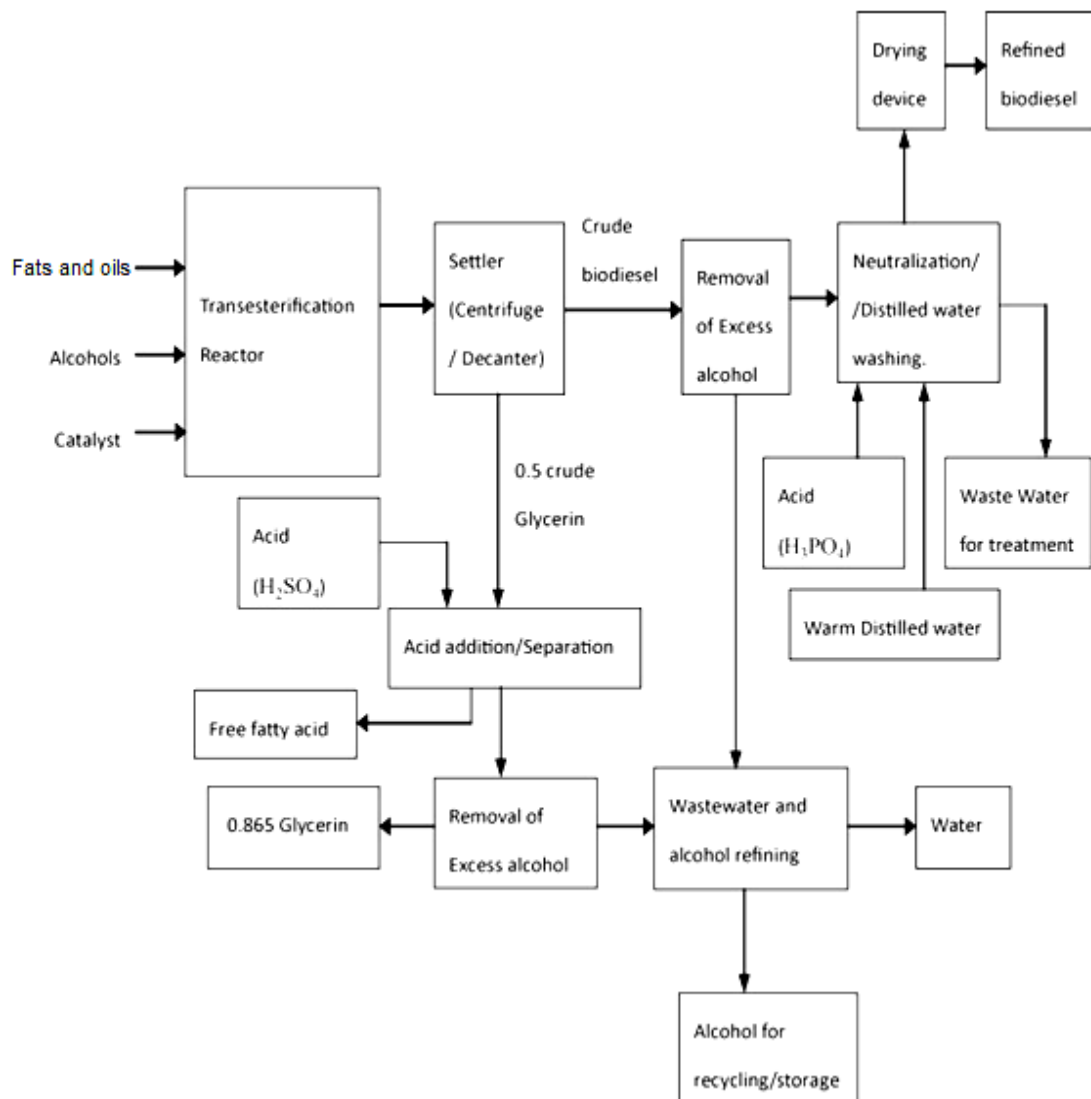 Drying
device
Refined
biodiesel
Fats and oils
Alcohols
Catalyst
Transesterification
Reactor
Settler
(Centrifuge
/ Decanter)
Crude
biodiesel
Removal
of Excess
alcohol
Neutralization/
/Distilled water
washing.
0.5 crude
Glycerin
Acid
(H₂SO₄)
Acid
(H₃PO₄)
Waste Water
for treatment
Warm Distilled water
Acid addition/Separation
Free fatty acid
0.865 Glycerin
Removal of
Excess alcohol
Wastewater and
alcohol refining
Water
Alcohol for
recycling/storage